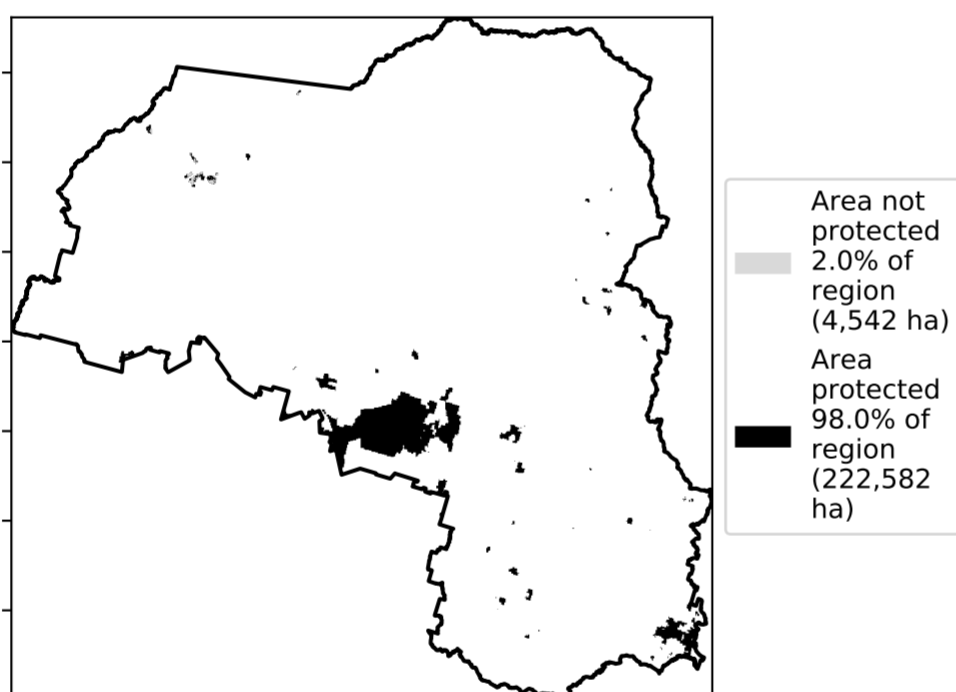 Area not
protected
2.0% of
region
(4,542 ha)
Area
protected
98.0% of
region
(222,582
ha)